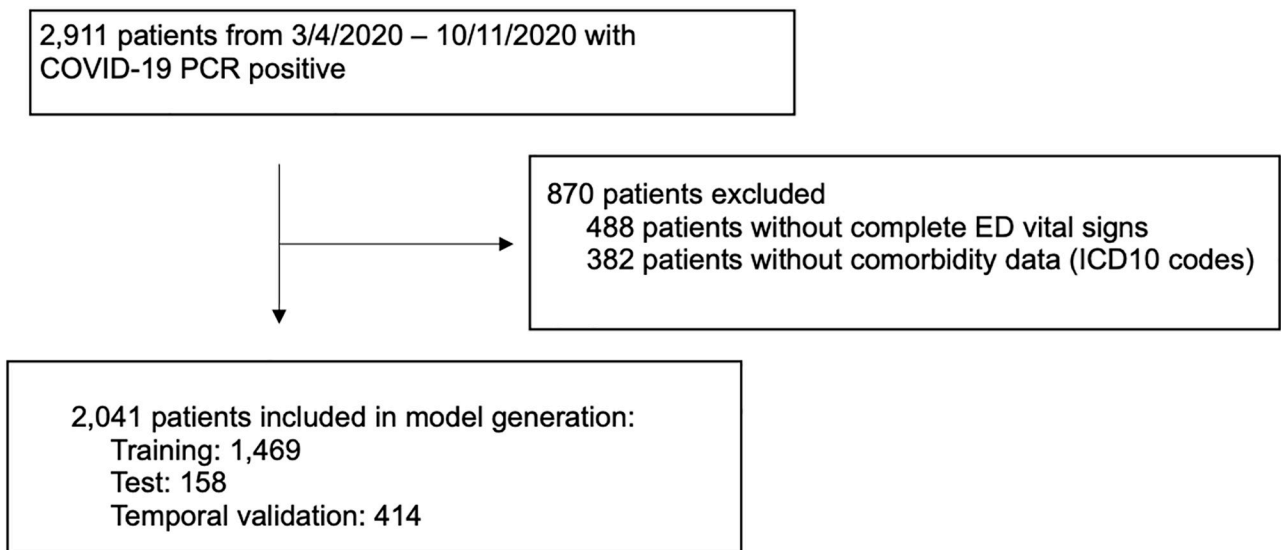 2,911 patients from 3/4/2020 – 10/11/2020 with
COVID-19 PCR positive
870 patients excluded
488 patients without complete ED vital signs
382 patients without comorbidity data (ICD10 codes)
2,041 patients included in model generation:
Training: 1,469
Test: 158
Temporal validation: 414